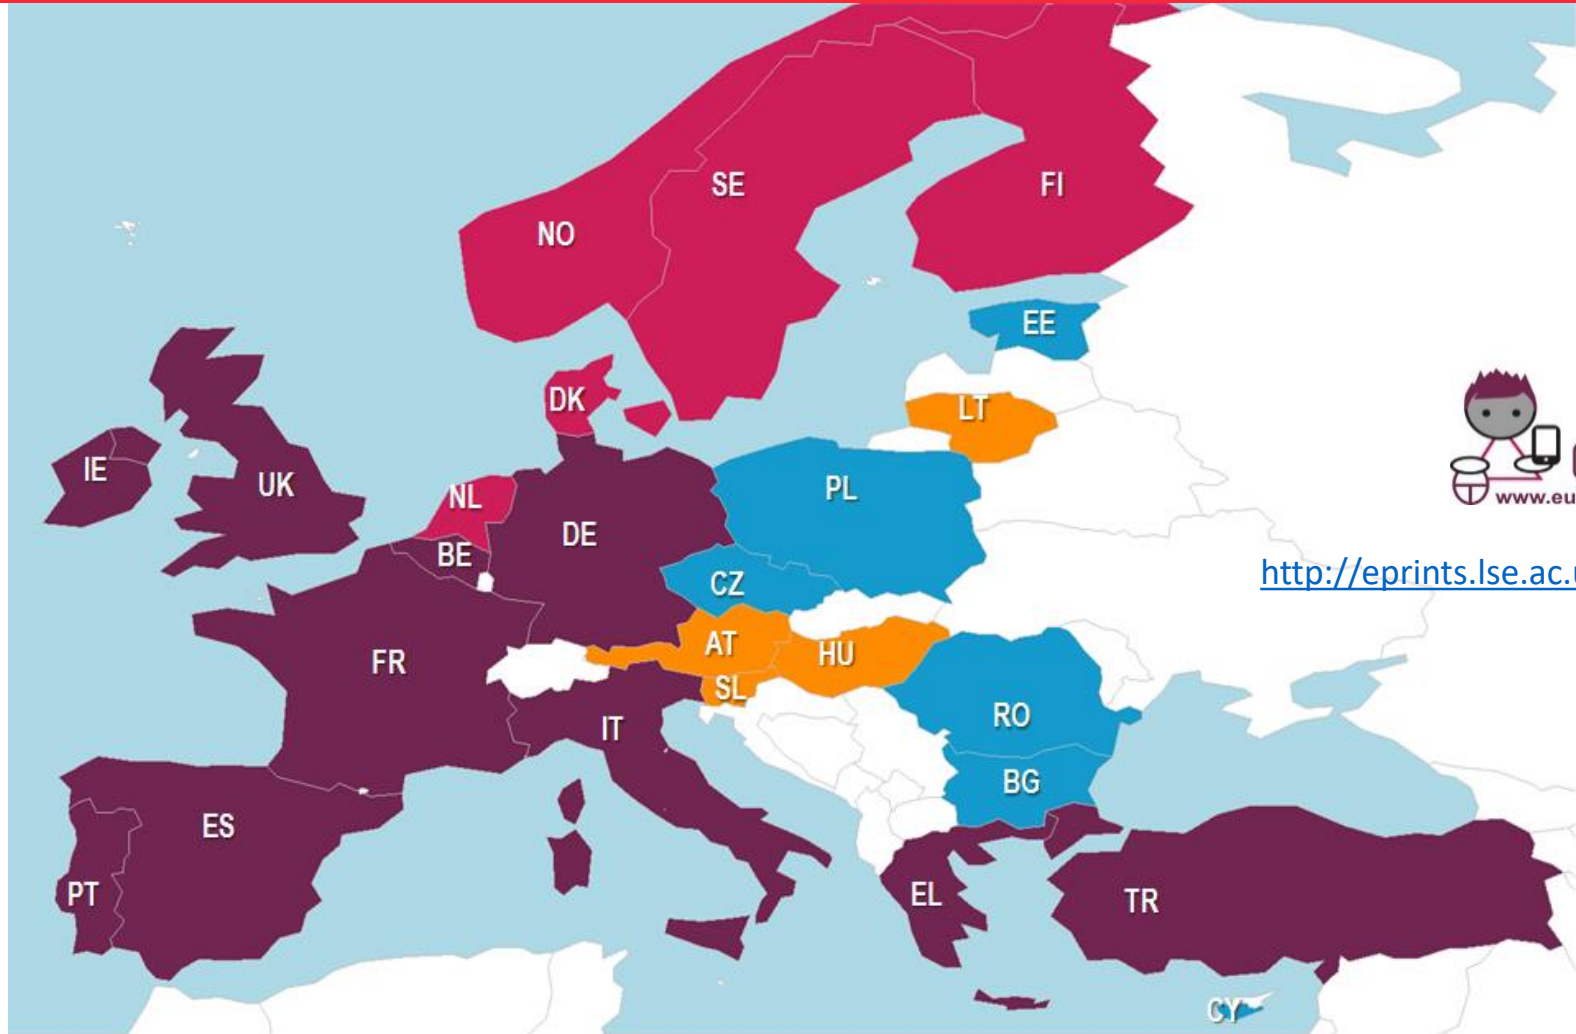 SE
FI
NO
EE
DK
LT
IE
UK
NL
PL
DE
BE
www.eu
CZ
http://eprints.lse.ac.u
AT
HU
FR
SL
RO
IT
BG
ES
PT
EL
TR
CY